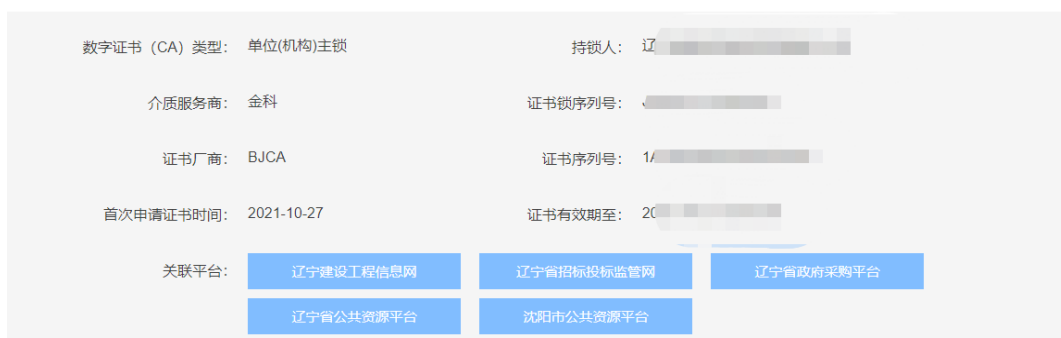 数字证书（CA）类型： 单位(机构)主锁 持锁人： 辽
介质服务商： 金科 证书锁序列号：
证书厂商： BJCA 证书序列号： 1A
首次申请证书时间： 2021-10-27 证书有效期至： 20
关联平台： 辽宁建设工程信息网 辽宁省招标投标监管网 辽宁省政府采购平台
辽宁省公共资源平台 沈阳市公共资源平台